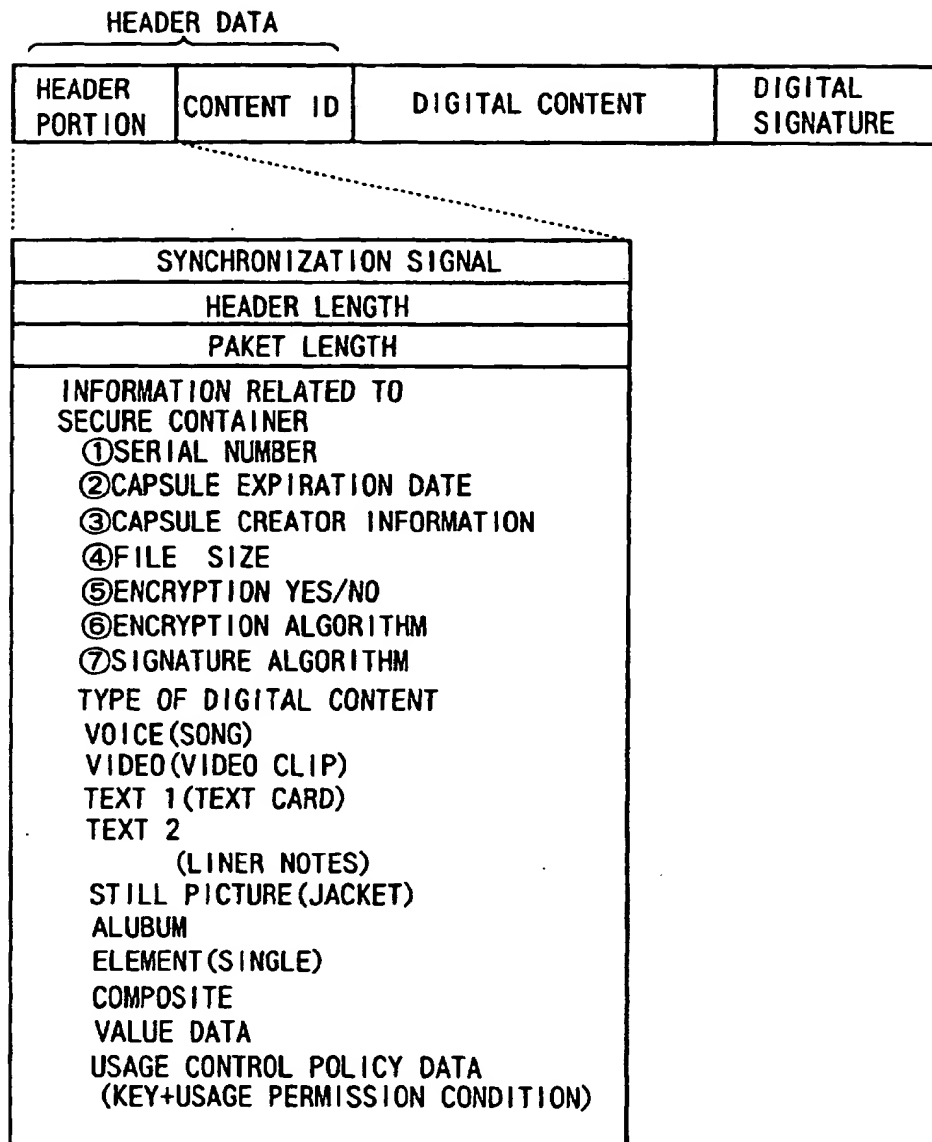 HEADER DATA
HEADER PORTION
CONTENT ID
DIGITAL CONTENT
DIGITAL SIGNATURE
SYNCHRONIZATION SIGNAL
HEADER LENGTH
PAKET LENGTH
INFORMATION RELATED TO
SECURE CONTAINER
①SERIAL NUMBER
②CAPSULE EXPIRATION DATE
③CAPSULE CREATOR INFORMATION
④FILE SIZE
⑤ENCRYPTION YES/NO
⑥ENCRYPTION ALGORITHM
⑦SIGNATURE ALGORITHM
TYPE OF DIGITAL CONTENT
VOICE(SONG)
VIDEO(VIDEO CLIP)
TEXT 1(TEXT CARD)
TEXT 2
(LINER NOTES)
STILL PICTURE(JACKET)
ALUBUM
ELEMENT(SINGLE)
COMPOSITE
VALUE DATA
USAGE CONTROL POLICY DATA
(KEY+USAGE PERMISSION CONDITION)